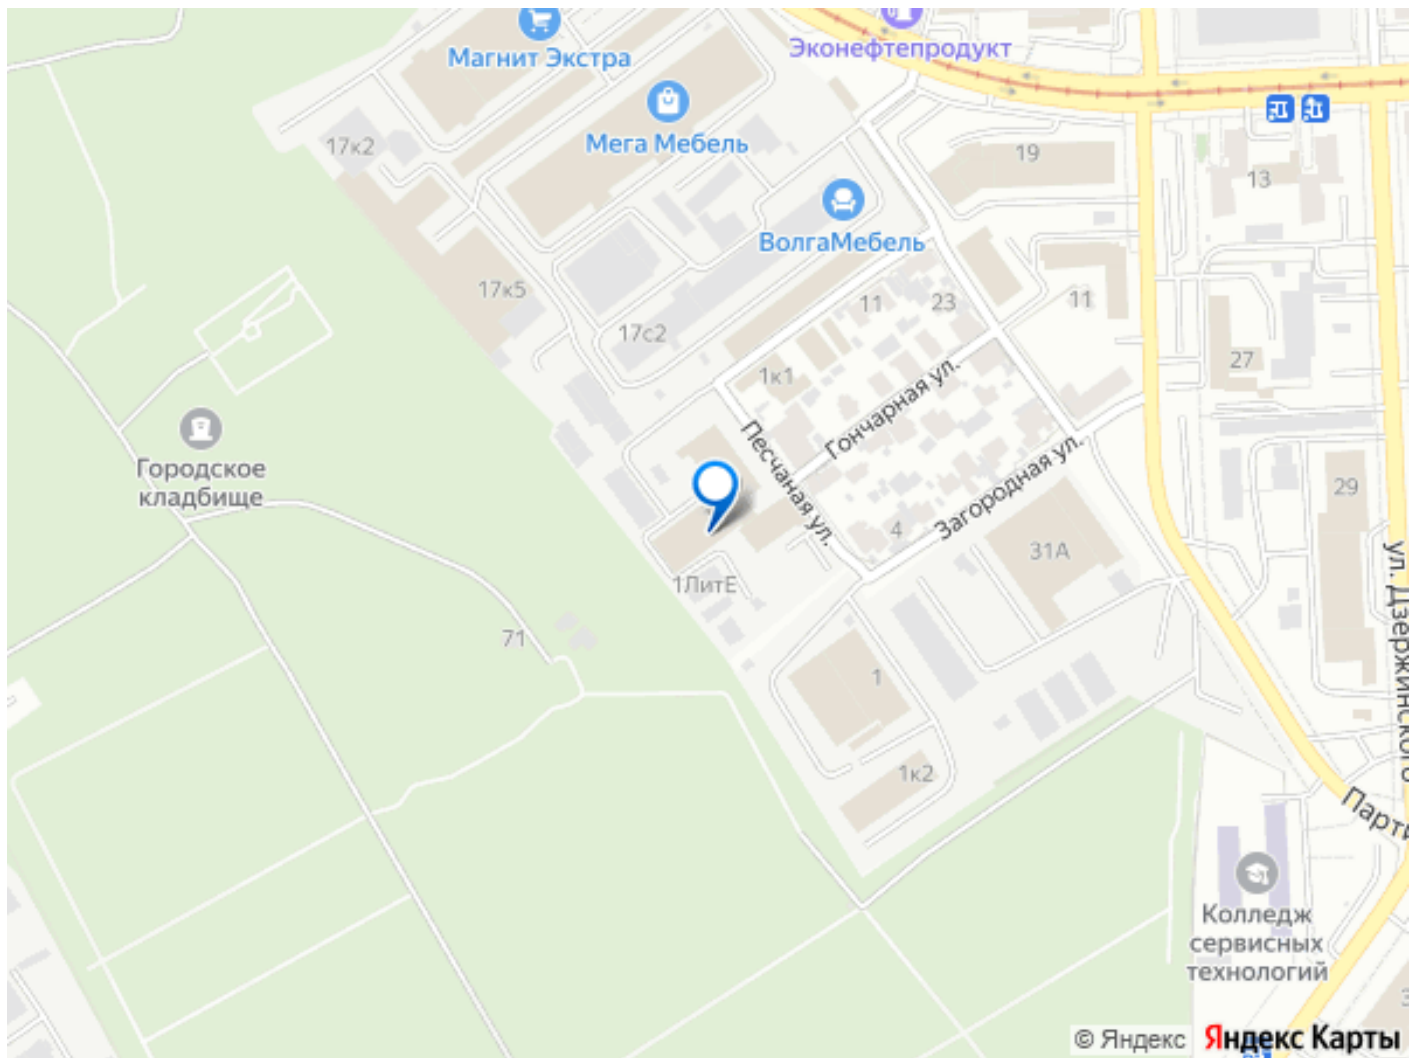 Эконефтепродукт
Магнит Экстра
Мега Мебель
17к2
19
13
ВолгаМебель
17к5
11
23
11
17с2
27
1к1
Гончарная ул.
Песчаная ул.
Загородная ул.
Городское
кладбище
4
29
31А
1ЛитЕ
ул. Дзержинского
71
1
1к2
Парти
Колледж
сервисных
технологий
© Яндекс
Яндекс Карты